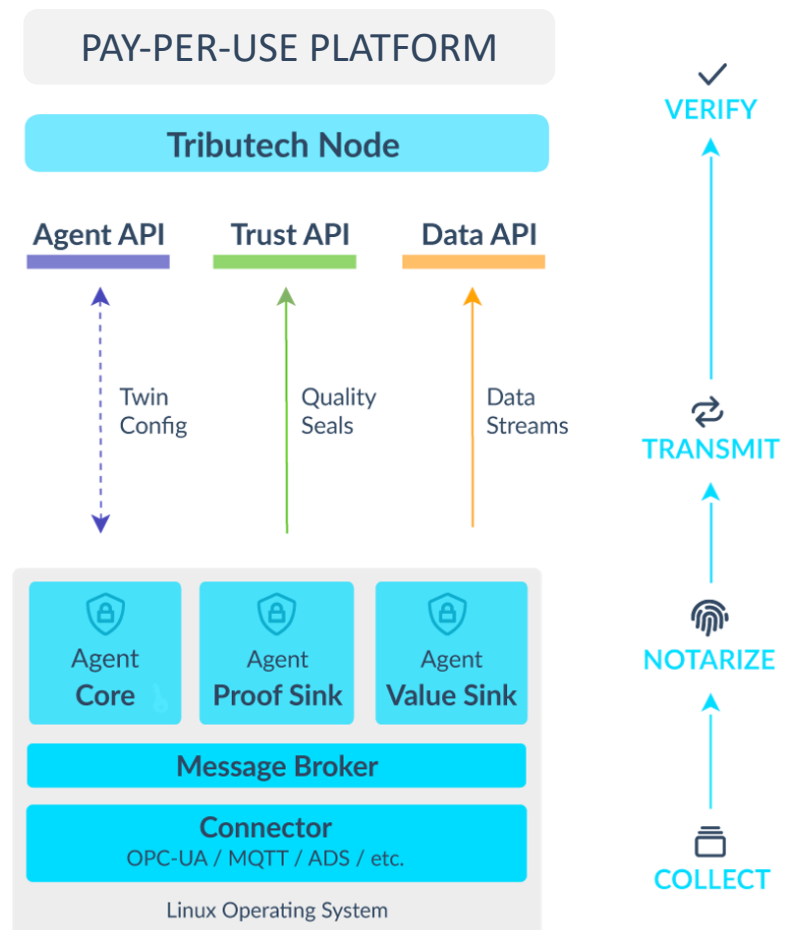 PAY-PER-USE PLATFORM
Tributech Node
Agent API
Trust API
Data API
Twin
Config
Quality
Seals
Data
Streams
Agent
Core
Agent
Proof Sink
Agent
Value Sink
Message Broker
Connector
OPC-UA / MQTT / ADS / etc.
Linux Operating System
VERIFY
TRANSMIT
NOTARIZE
COLLECT